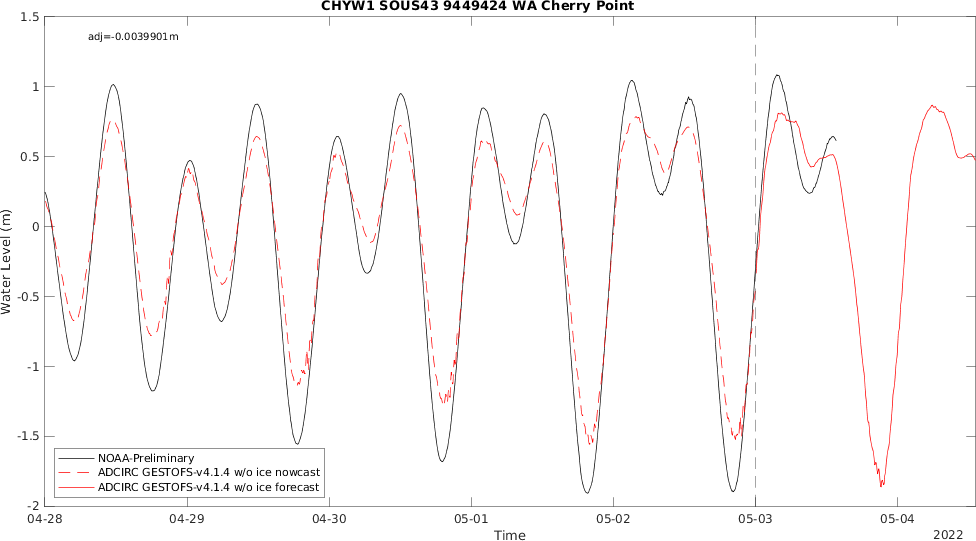 CHYW1 SOUS43 9449424 WA Cherry Point
adj=-0.0039901m
1.5
1
0.5
0
-0.5
-1
-1.5
-2
Water Level (m)
NOAA-Preliminary
ADCIRC GESTOFS-v4.1.4 w/o ice nowcast
ADCIRC GESTOFS-v4.1.4 w/o ice forecast
04-28 04-29 04-30 05-01 05-02 05-03 05-04
Time
2022